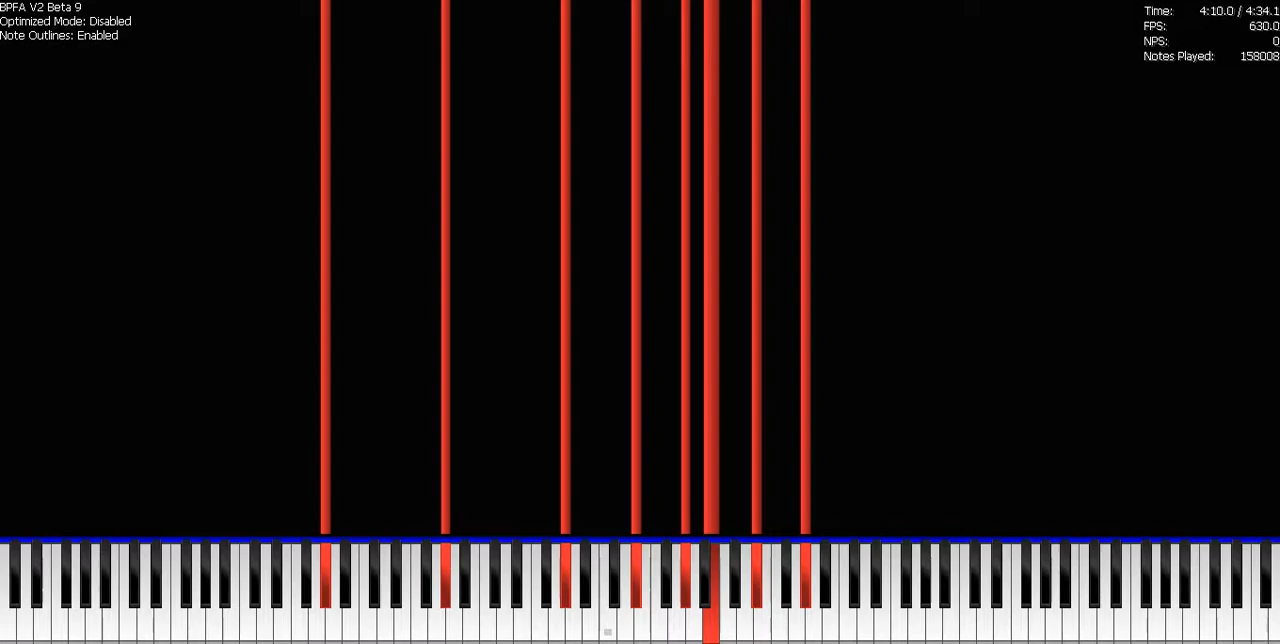 BPFA V2 Beta 9
Optimized Mode: Disabled
Note Outlines: Enabled
Time: 4:10.0 / 4:34.1
FPS: 630.0
NPS: 0
Notes Played: 158008